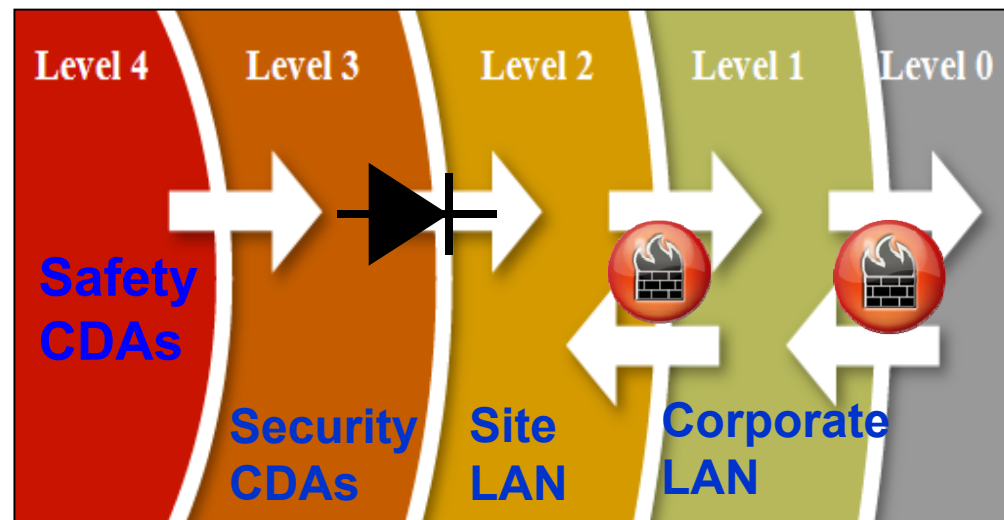 Level 4
Level 3
Level 2
Level 1
Level 0
Safety
CDAs
Security
CDAs
Site
LAN
Corporate
LAN